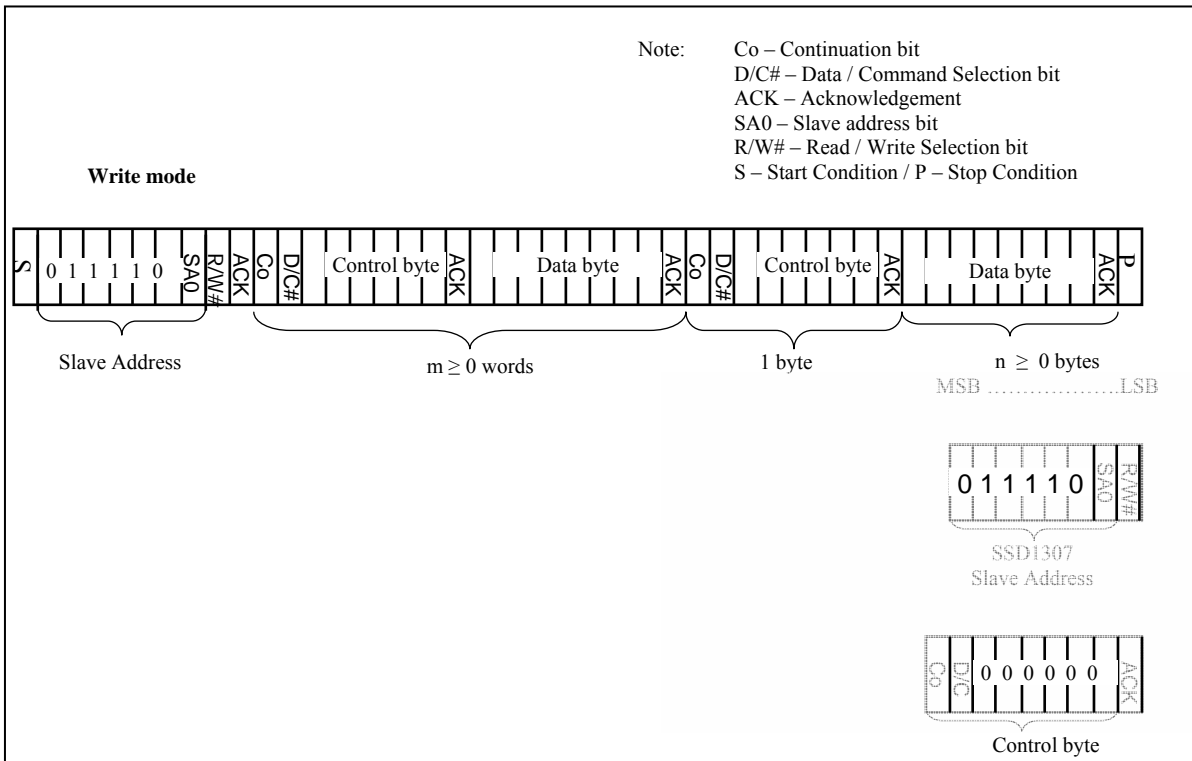 Note: Co – Continuation bit
D/C# – Data / Command Selection bit
ACK – Acknowledgement
SA0 – Slave address bit
R/W# – Read / Write Selection bit
S – Start Condition / P – Stop Condition
Write mode
S 0 1 1 1 1 0 SA0 R/W# ACK Co D/C# Control byte ACK Data byte ACK Co D/C# Control byte ACK Data byte ACK P
Slave Address m ≥ 0 words 1 byte n ≥ 0 bytes
MSB ....................LSB
0 1 1 1 1 0 SA0 R/W#
SSD1307
Slave Address
Co D/C 0 0 0 0 0 0 ACK
Control byte